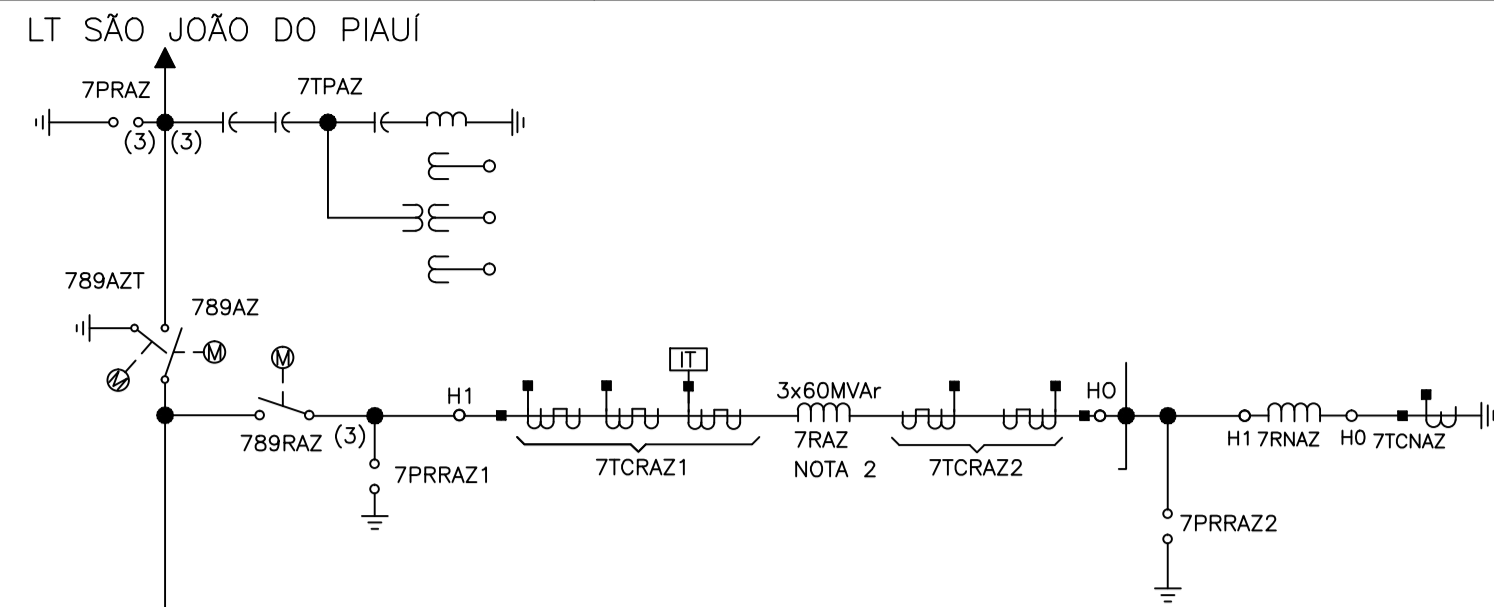 LT SÃO JOÃO DO PIAUÍ
7PRAZ
7TPAZ
(3) (3)
789AZT
789AZ
M
M
M
IT
H1
3x60MVAr
H0
789RAZ
(3)
7TCRAZ1
7RAZ
NOTA 2
7TCRAZ2
H1 7RNAZ H0 7TCNAZ
7PRRAZ1
7PRRAZ2